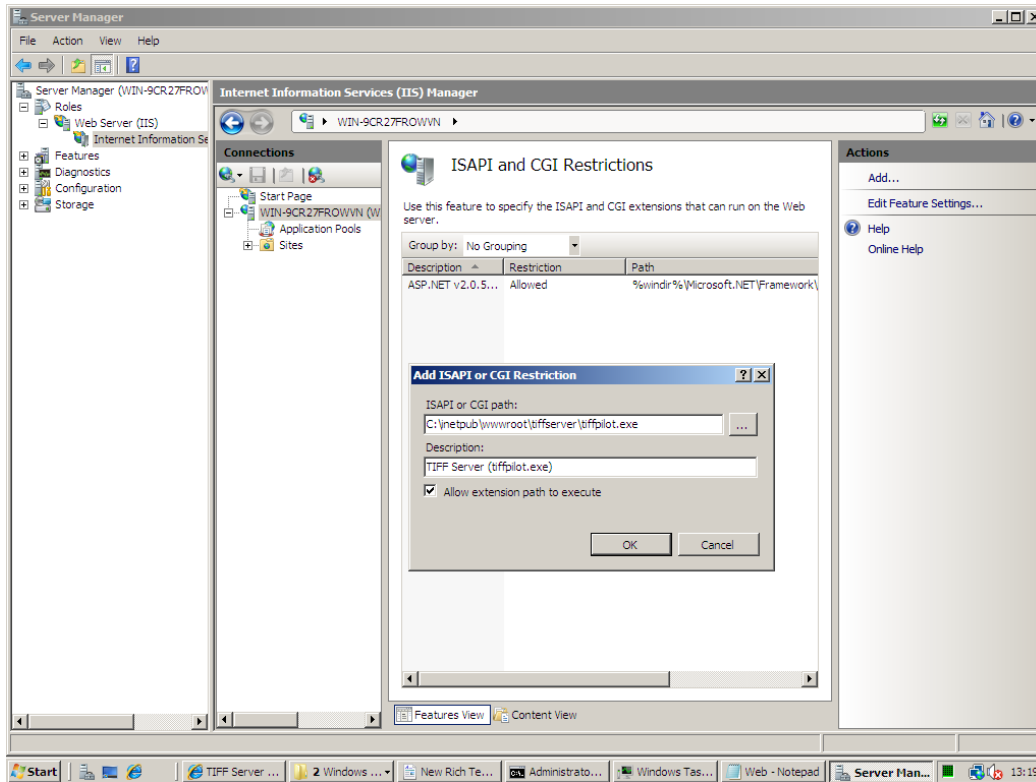 Server Manager
File Action View Help
Server Manager (WIN-9CR27FROW
Roles
Web Server (IIS)
Internet Information Se
Features
Diagnostics
Configuration
Storage
Internet Information Services (IIS) Manager
WIN-9CR27FROWVN
Connections
Start Page
WIN-9CR27FROWVN (W
Application Pools
Sites
ISAPI and CGI Restrictions
Use this feature to specify the ISAPI and CGI extensions that can run on the Web
server.
Group by: No Grouping
Description Restriction Path
ASP.NET v2.0.5... Allowed %windir%\Microsoft.NET\Framework\
Add ISAPI or CGI Restriction
ISAPI or CGI path:
C:\inetpub\wwwroot\tiffserver\tiffpilot.exe
...
Description:
TIFF Server (tiffpilot.exe)
Allow extension path to execute
OK Cancel
Features View Content View
Actions
Add...
Edit Feature Settings...
Help
Online Help
Start TIFF Server ... 2 Windows ... New Rich Te... Administrato... Windows Tas... Web - Notepad Server Man...